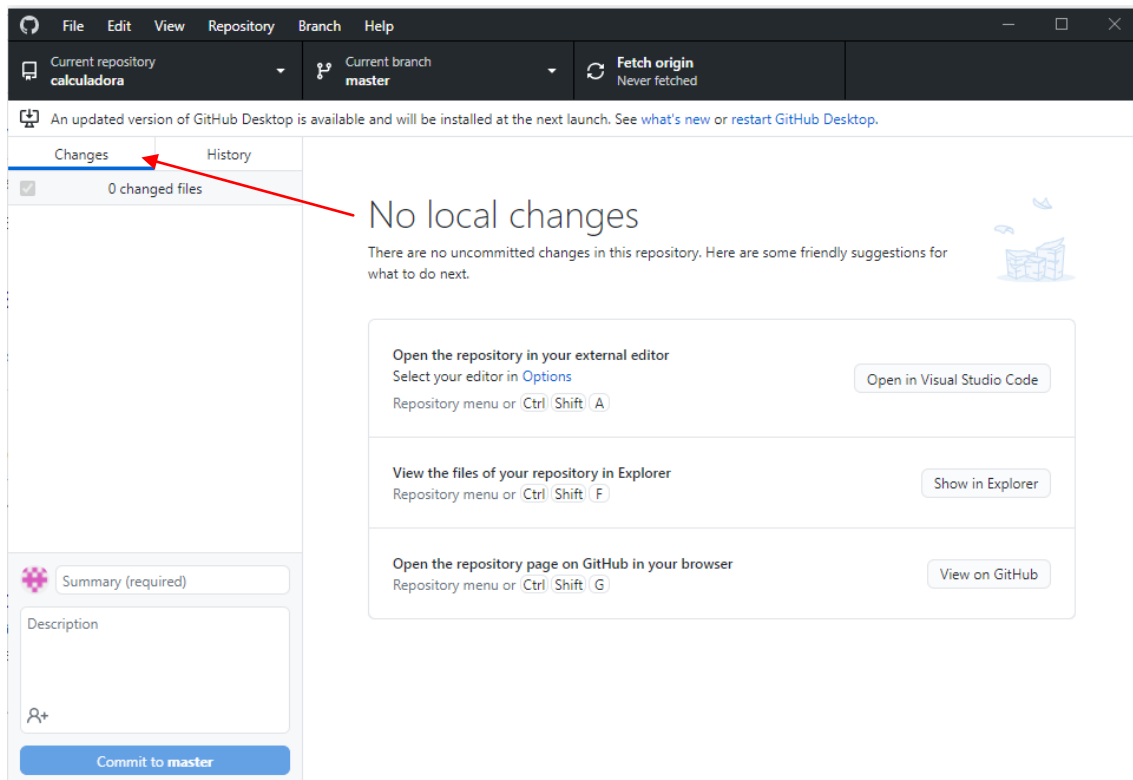 File Edit View Repository Branch Help
Current repository
calculadora
Current branch
master
Fetch origin
Never fetched
An updated version of GitHub Desktop is available and will be installed at the next launch. See what's new or restart GitHub Desktop.
Changes History
0 changed files
No local changes
There are no uncommitted changes in this repository. Here are some friendly suggestions for
what to do next.
Open the repository in your external editor
Select your editor in Options
Repository menu or Ctrl Shift A
Open in Visual Studio Code
View the files of your repository in Explorer
Repository menu or Ctrl Shift F
Show in Explorer
Open the repository page on GitHub in your browser
Repository menu or Ctrl Shift G
View on GitHub
Summary (required)
Description
Commit to master